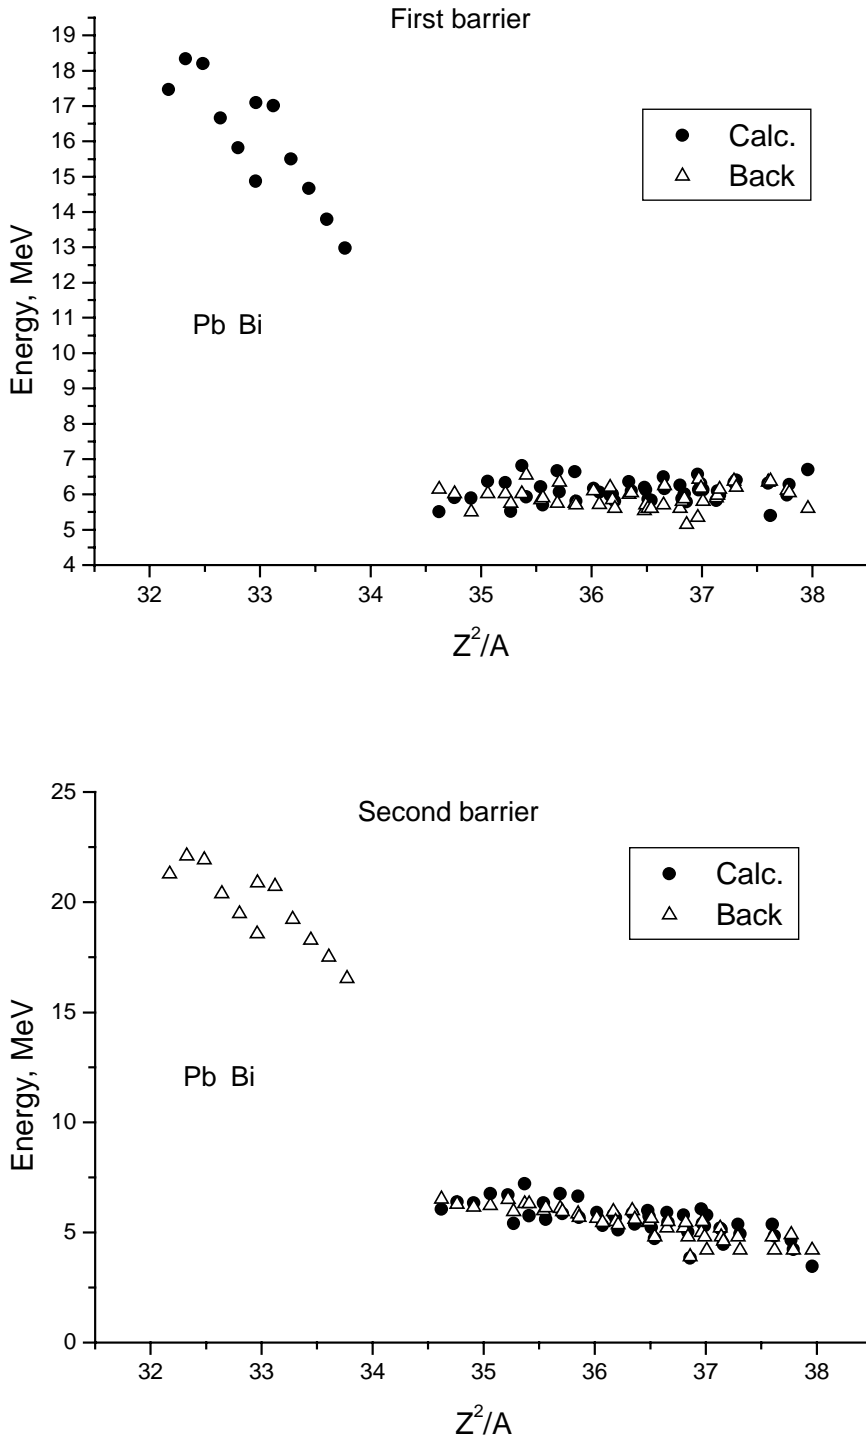 First barrier
19
18
17
16
15
14
13
12
11
10
9
8
7
6
5
4
Energy, MeV
Calc.
Back
Pb Bi
32 33 34 35 36 37 38
Z²/A
Second barrier
25
20
15
10
5
0
Energy, MeV
Calc.
Back
Pb Bi
32 33 34 35 36 37 38
Z²/A